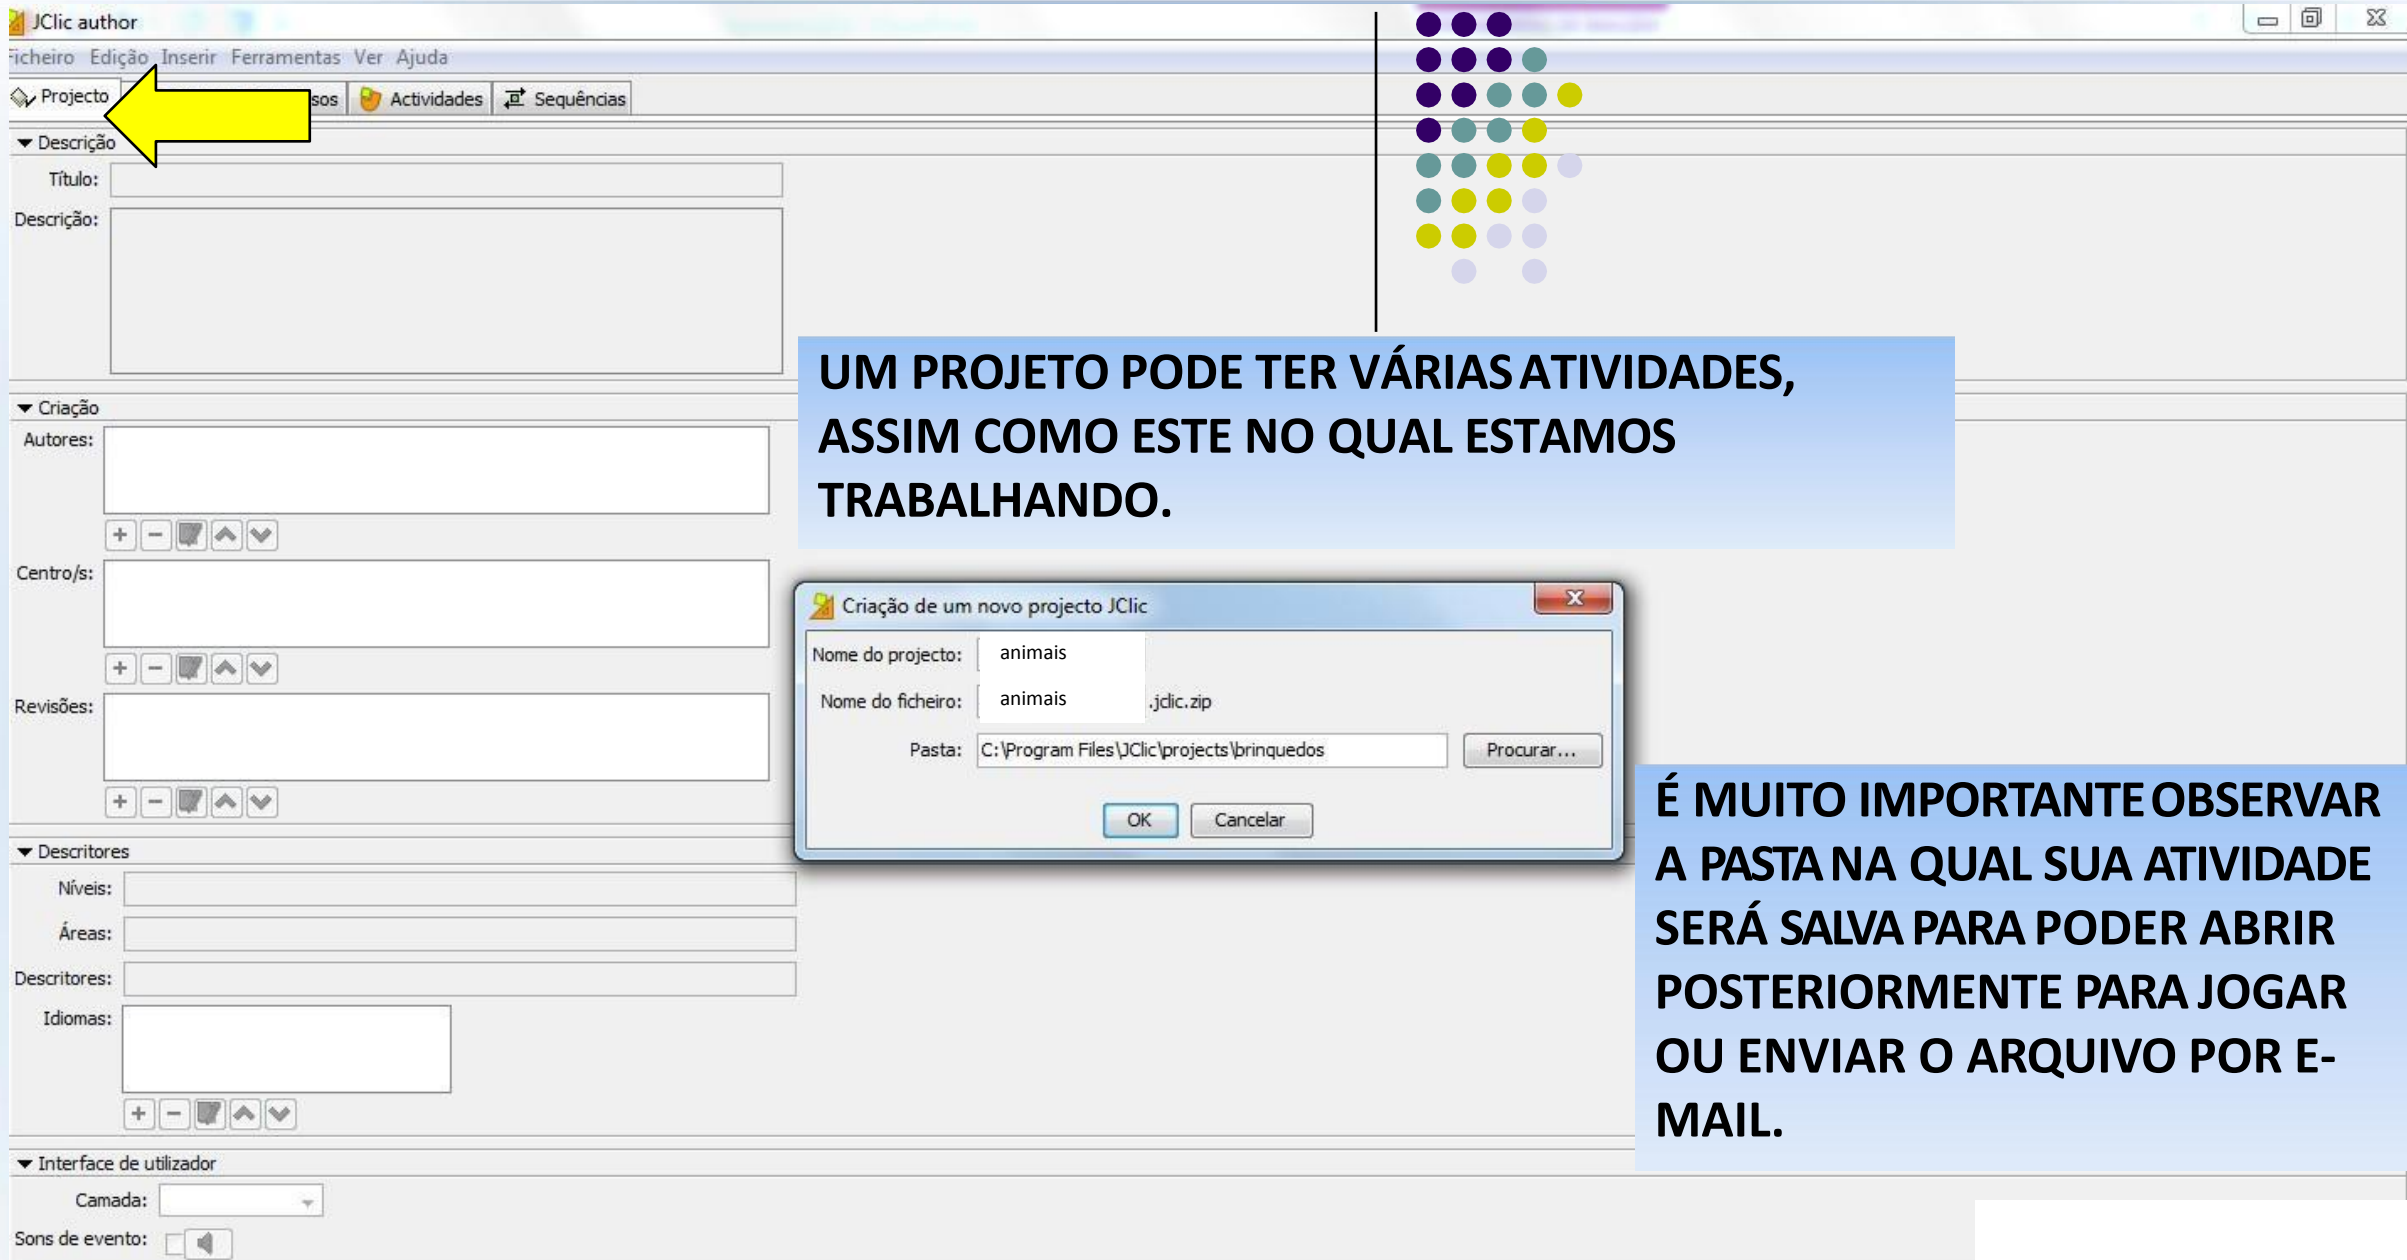 JClic author
Ficheiro Edição Inserir Ferramentas Ver Ajuda
Projecto sos Actividades Sequências
Descrição
Título:
Descrição:
UM PROJETO PODE TER VÁRIAS ATIVIDADES,
ASSIM COMO ESTE NO QUAL ESTAMOS
TRABALHANDO.
Criação
Autores:
Centro/s:
Revisões:
Criação de um novo projecto JClic
Nome do projecto: animais
Nome do ficheiro: animais .jclic.zip
Pasta: C:\Program Files\JClic\projects\brinquedos Procurar...
OK Cancelar
É MUITO IMPORTANTE OBSERVAR
A PASTA NA QUAL SUA ATIVIDADE
SERÁ SALVA PARA PODER ABRIR
POSTERIORMENTE PARA JOGAR
OU ENVIAR O ARQUIVO POR E-
MAIL.
Descritores
Níveis:
Áreas:
Descritores:
Idiomas:
Interface de utilizador
Camada:
Sons de evento: